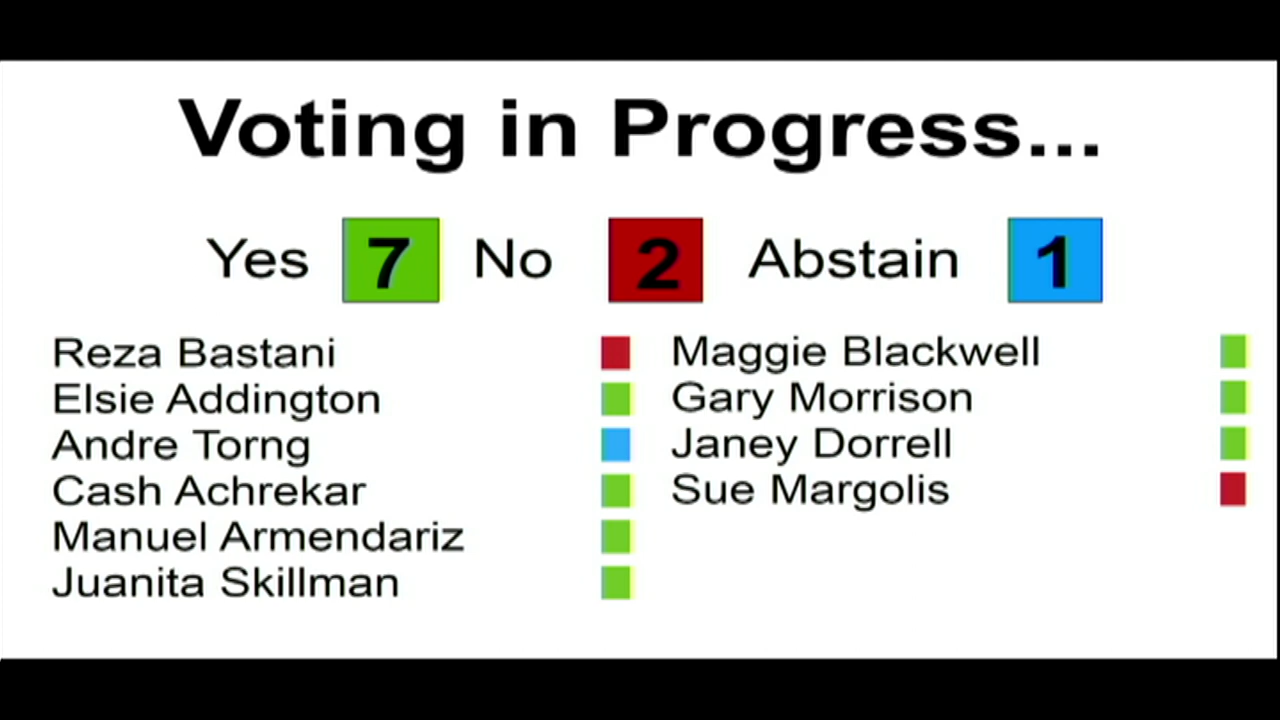 Voting in Progress...
Yes 7 No 2 Abstain 1
Reza Bastani
Elsie Addington
Andre Torng
Cash Achrekar
Manuel Armendariz
Juanita Skillman
Maggie Blackwell
Gary Morrison
Janey Dorrell
Sue Margolis